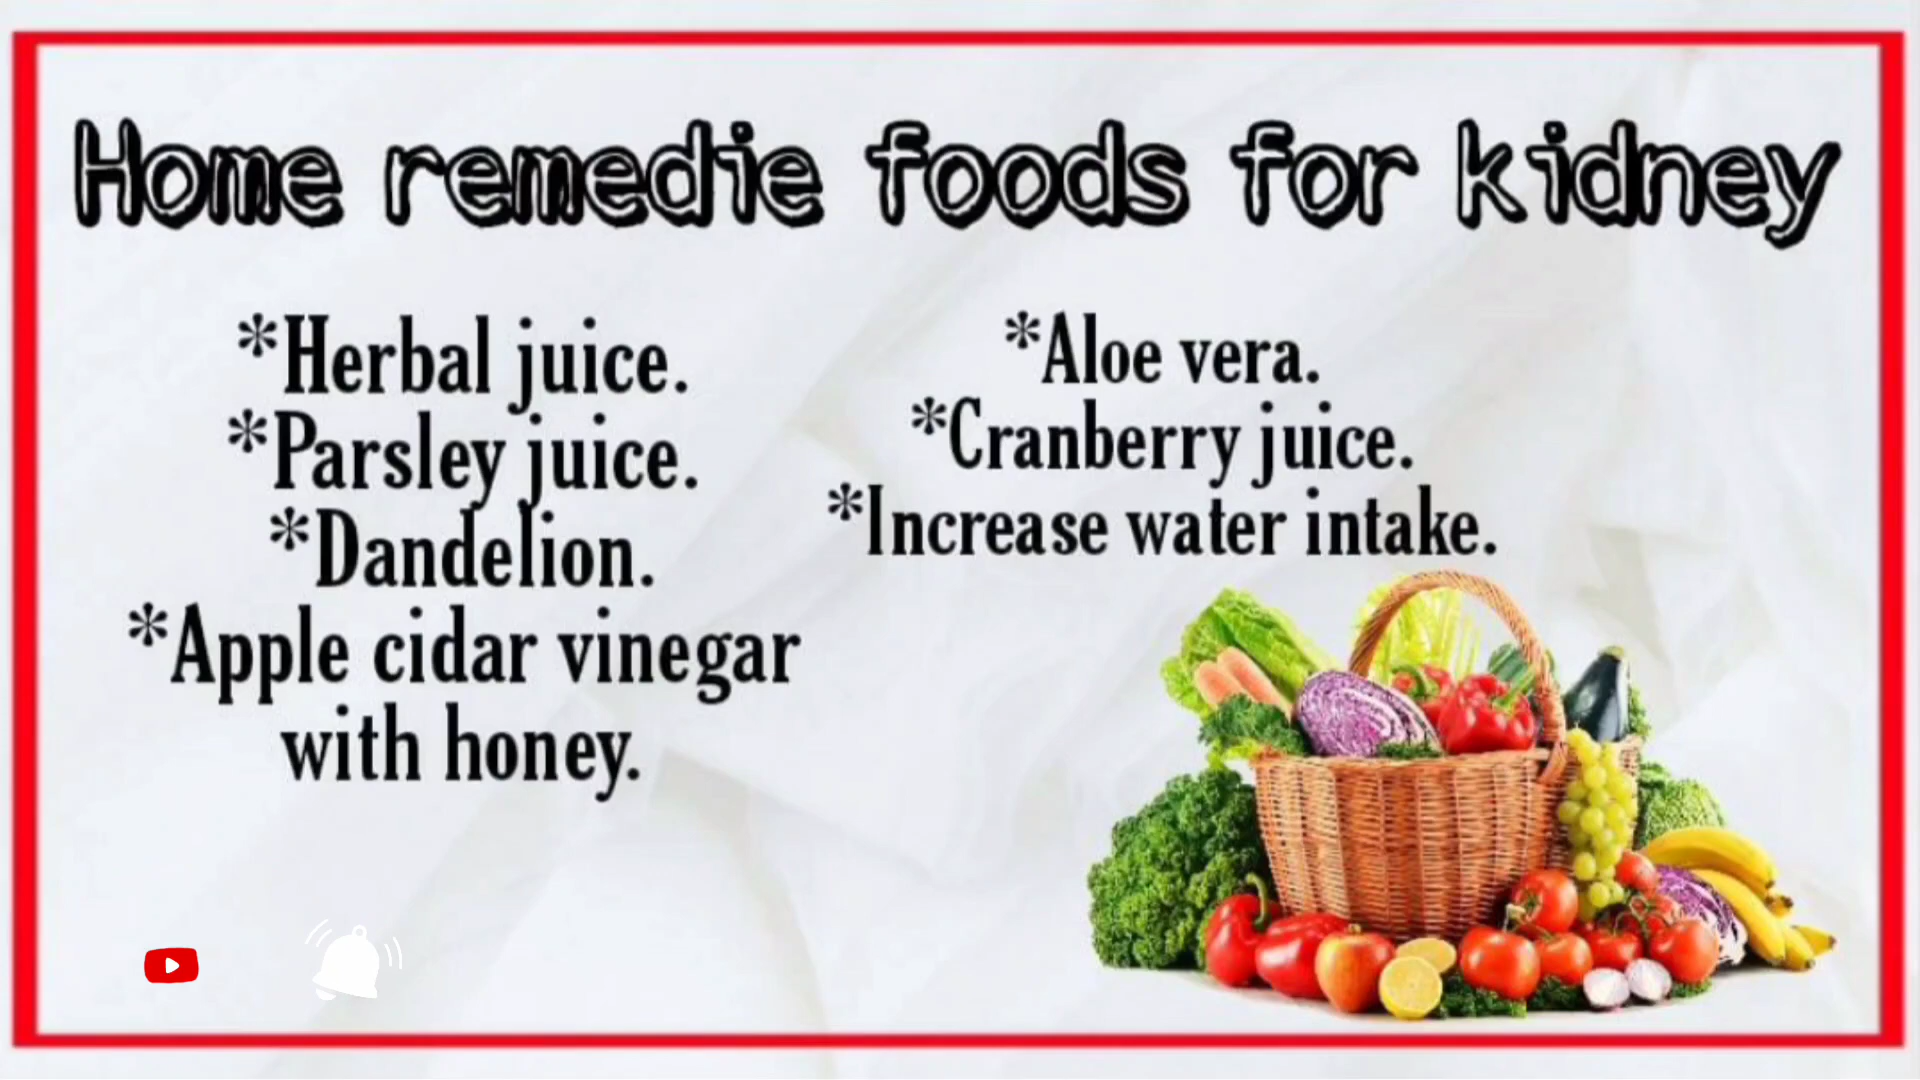 Home remedie foods for kidney
*Herbal juice.
*Parsley juice.
*Dandelion.
*Apple cidar vinegar
with honey.
*Aloe vera.
*Cranberry juice.
*Increase water intake.